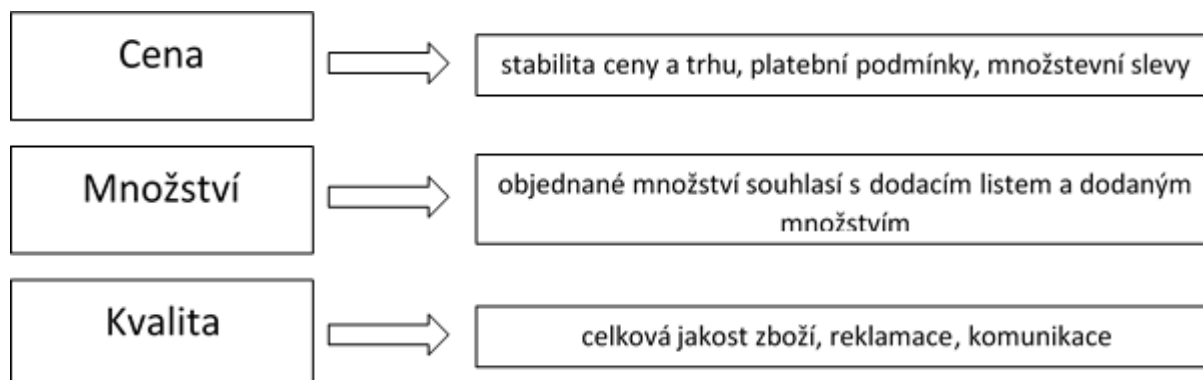 Cena
stabilita ceny a trhu, platební podmínky, množstevní slevy
Množství
objednané množství souhlasí s dodacím listem a dodaným
množstvím
Kvalita
celková jakost zboží, reklamace, komunikace